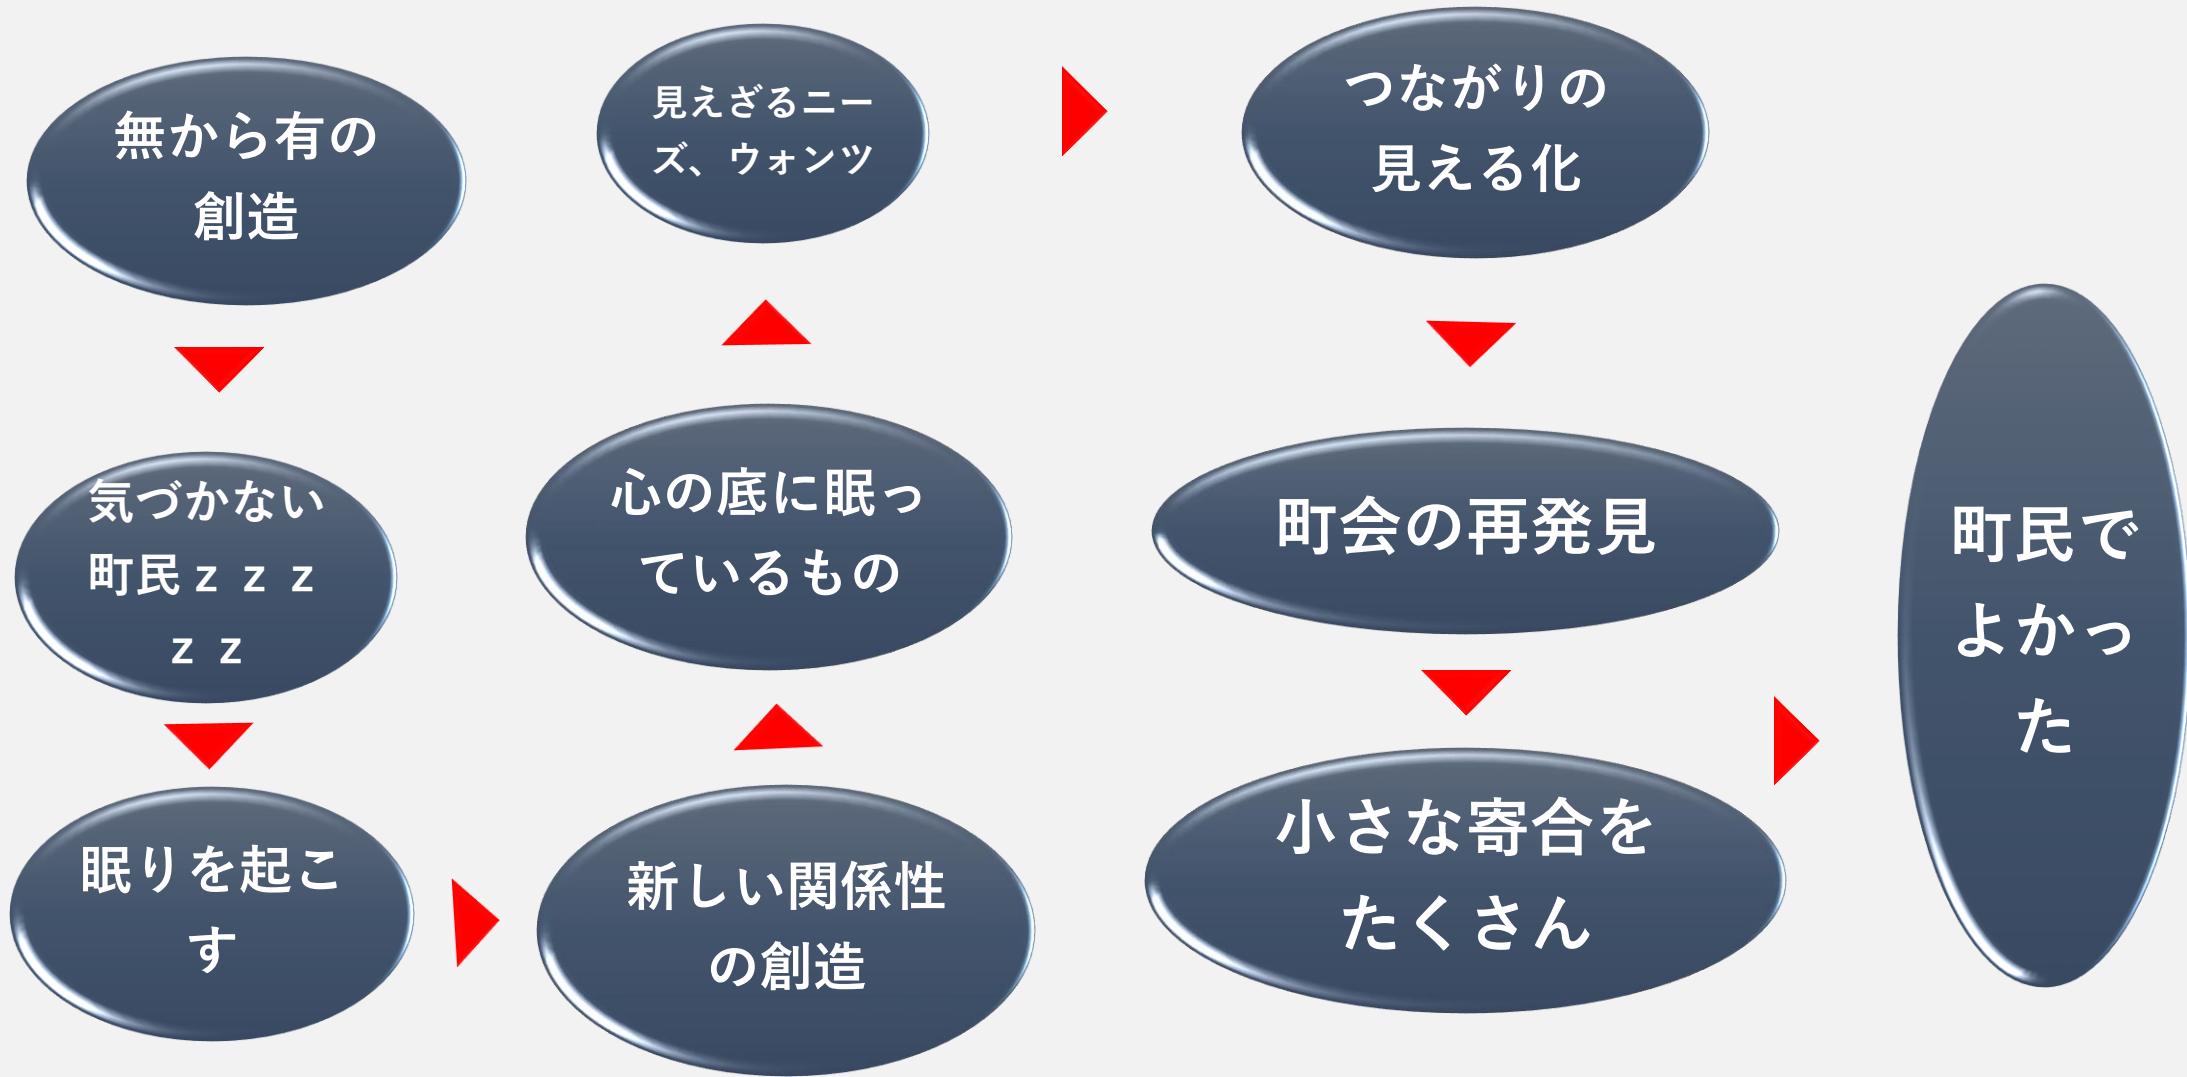 無から有の
創造
気づかない
町民ｚｚｚ
ｚｚ
眠りを起こ
す
新しい関係性
の創造
心の底に眠っ
ているもの
見えざるニー
ズ、ウォンツ
つながりの
見える化
町会の再発見
小さな寄合を
たくさん
町民で
よかっ
た